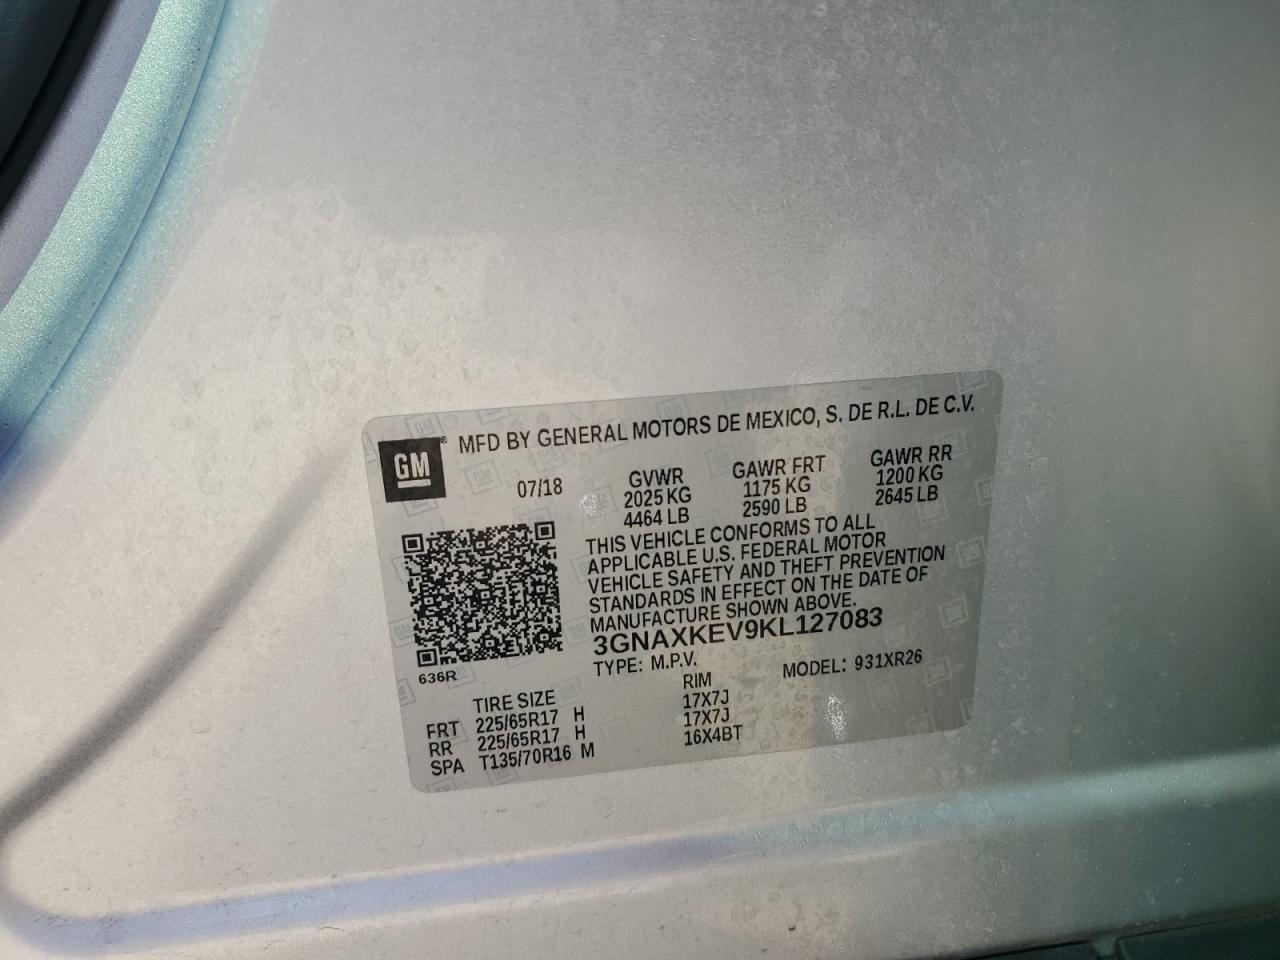 GM ® MFD BY GENERAL MOTORS DE MEXICO, S. DE R.L. DE C.V.
07/18 GVWR GAWR FRT GAWR RR
2025 KG 1175 KG 1200 KG
4464 LB 2590 LB 2645 LB
THIS VEHICLE CONFORMS TO ALL
APPLICABLE U.S. FEDERAL MOTOR
VEHICLE SAFETY AND THEFT PREVENTION
STANDARDS IN EFFECT ON THE DATE OF
MANUFACTURE SHOWN ABOVE.
3GNAXKEV9KL127083
636R
TYPE: M.P.V. MODEL: 931XR26
TIRE SIZE RIM
FRT 225/65R17 H 17X7J
RR 225/65R17 H 17X7J
SPA T135/70R16 M 16X4BT